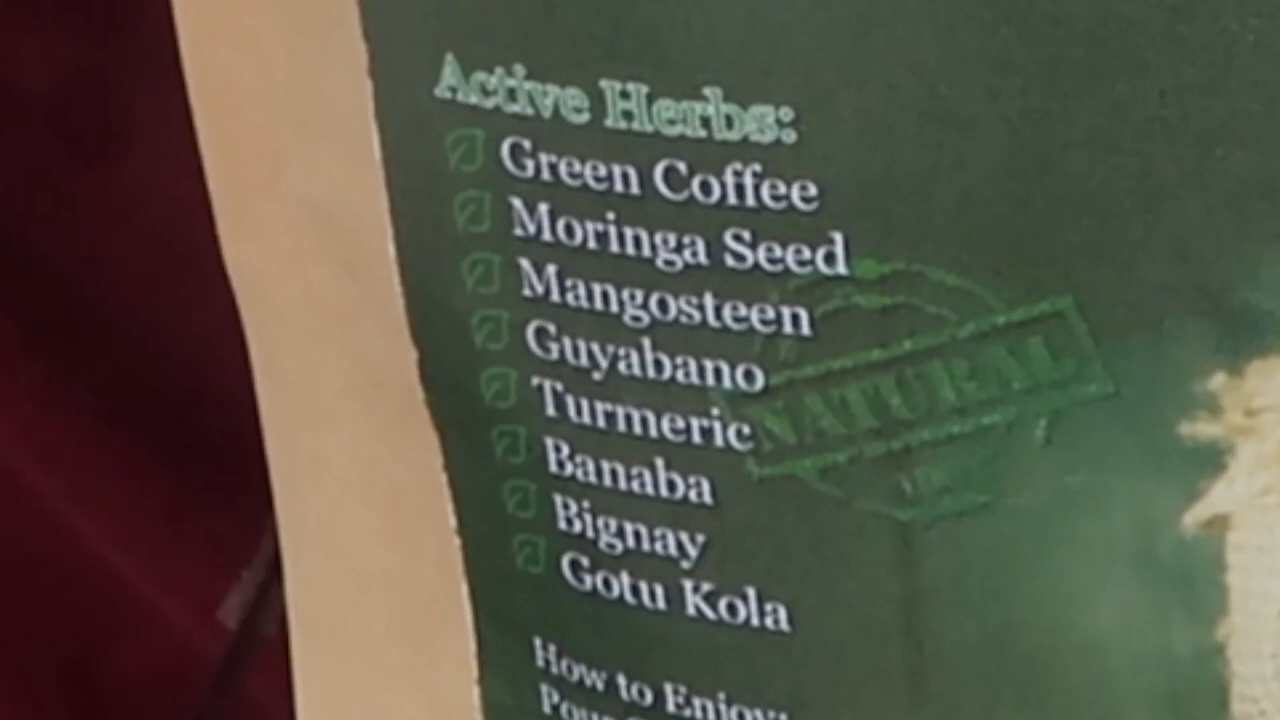 Active Herbs:
Green Coffee
Moringa Seed
Mangosteen
Guyabano
Turmeric
Banaba
Bignay
Gotu Kola
NATURAL
How to Enjoy: